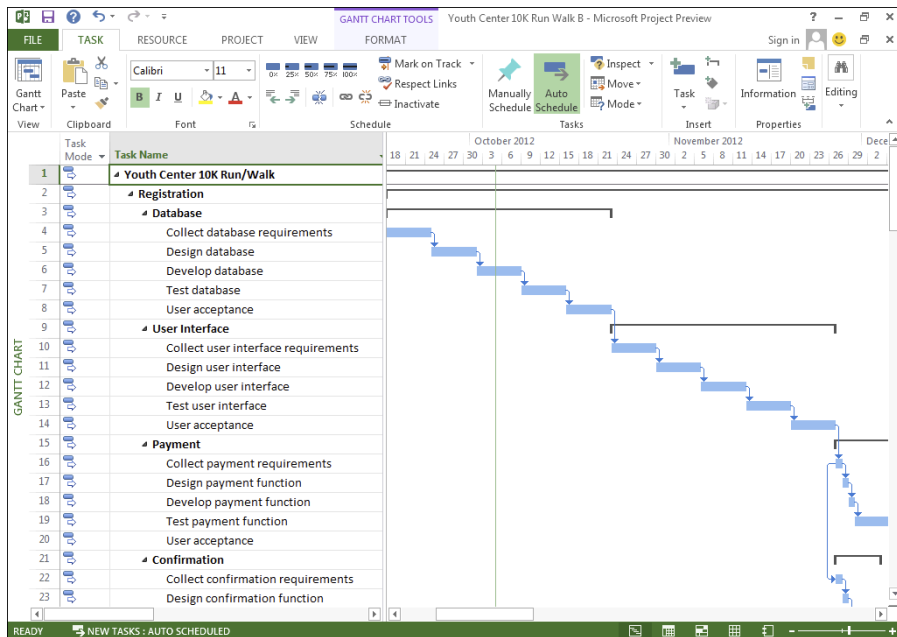 GANTT CHART TOOLS Youth Center 10K Run Walk B - Microsoft Project Preview
FILE TASK RESOURCE PROJECT VIEW FORMAT Sign in
Gantt Chart
View
Paste
Clipboard
Calibri 11
B I U A
Font
0% 25% 50% 75% 100%
Mark on Track
Respect Links
Inactivate
Schedule
Manually Schedule
Auto Schedule
Inspect
Move
Mode
Tasks
Task
Insert
Information
Properties
Editing
Task Mode Task Name
October 2012 November 2012 Dece
18 21 24 27 30 3 6 9 12 15 18 21 24 27 30 2 5 8 11 14 17 20 23 26 29 2
GANTT CHART
1 Youth Center 10K Run/Walk
2 Registration
3 Database
4 Collect database requirements
5 Design database
6 Develop database
7 Test database
8 User acceptance
9 User Interface
10 Collect user interface requirements
11 Design user interface
12 Develop user interface
13 Test user interface
14 User acceptance
15 Payment
16 Collect payment requirements
17 Design payment function
18 Develop payment function
19 Test payment function
20 User acceptance
21 Confirmation
22 Collect confirmation requirements
23 Design confirmation function
READY NEW TASKS : AUTO SCHEDULED